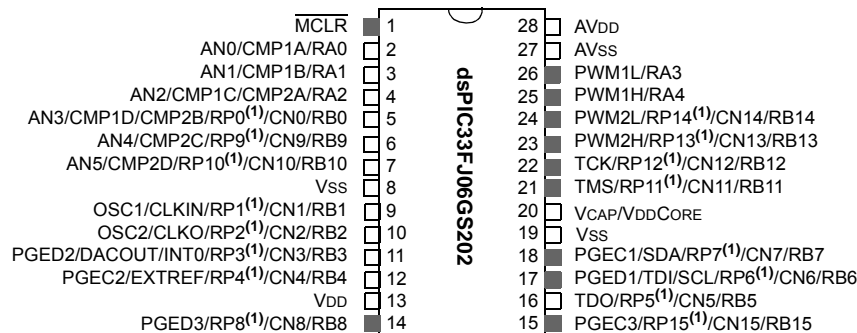 MCLR 1 28 AVDD
AN0/CMP1A/RA0 2 27 AVSS
AN1/CMP1B/RA1 3 26 PWM1L/RA3
AN2/CMP1C/CMP2A/RA2 4 25 PWM1H/RA4
AN3/CMP1D/CMP2B/RP0(1)/CN0/RB0 5 24 PWM2L/RP14(1)/CN14/RB14
AN4/CMP2C/RP9(1)/CN9/RB9 6 23 PWM2H/RP13(1)/CN13/RB13
AN5/CMP2D/RP10(1)/CN10/RB10 7 22 TCK/RP12(1)/CN12/RB12
VSS 8 21 TMS/RP11(1)/CN11/RB11
OSC1/CLKIN/RP1(1)/CN1/RB1 9 20 VCAP/VDDCORE
OSC2/CLKO/RP2(1)/CN2/RB2 10 19 VSS
PGED2/DACOUT/INT0/RP3(1)/CN3/RB3 11 18 PGEC1/SDA/RP7(1)/CN7/RB7
PGEC2/EXTREF/RP4(1)/CN4/RB4 12 17 PGED1/TDI/SCL/RP6(1)/CN6/RB6
VDD 13 16 TDO/RP5(1)/CN5/RB5
PGED3/RP8(1)/CN8/RB8 14 15 PGEC3/RP15(1)/CN15/RB15
dsPIC33FJ06GS202